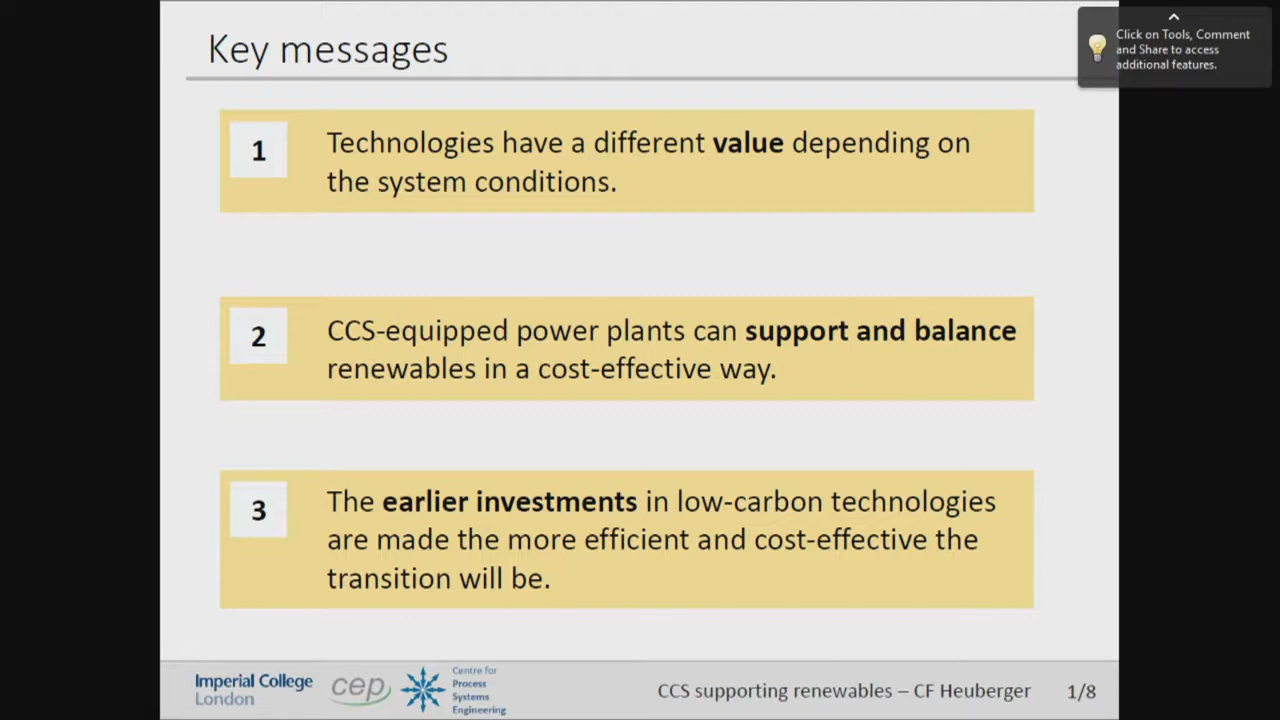 Key messages
Click on Tools, Comment
and Share to access
additional features.
1
Technologies have a different value depending on
the system conditions.
2
CCS-equipped power plants can support and balance
renewables in a cost-effective way.
3
The earlier investments in low-carbon technologies
are made the more efficient and cost-effective the
transition will be.
Imperial College
London
cep
Centre for
Process
Systems
Engineering
CCS supporting renewables – CF Heuberger
1/8